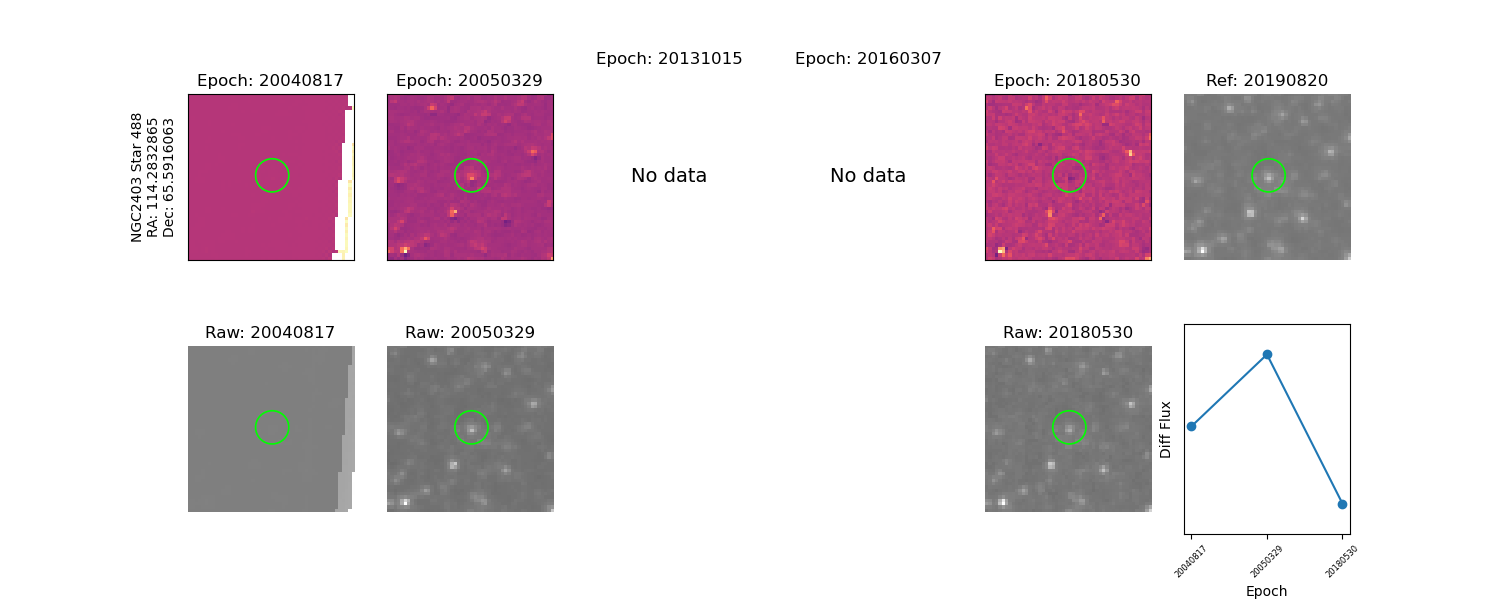 Epoch: 20131015
Epoch: 20160307
Epoch: 20040817
Epoch: 20050329
Epoch: 20180530
Ref: 20190820
NGC2403 Star 488
RA: 114.2832865
Dec: 65.5916063
No data
No data
Raw: 20040817
Raw: 20050329
Raw: 20180530
Diff Flux
20040817
20050329
20180530
Epoch